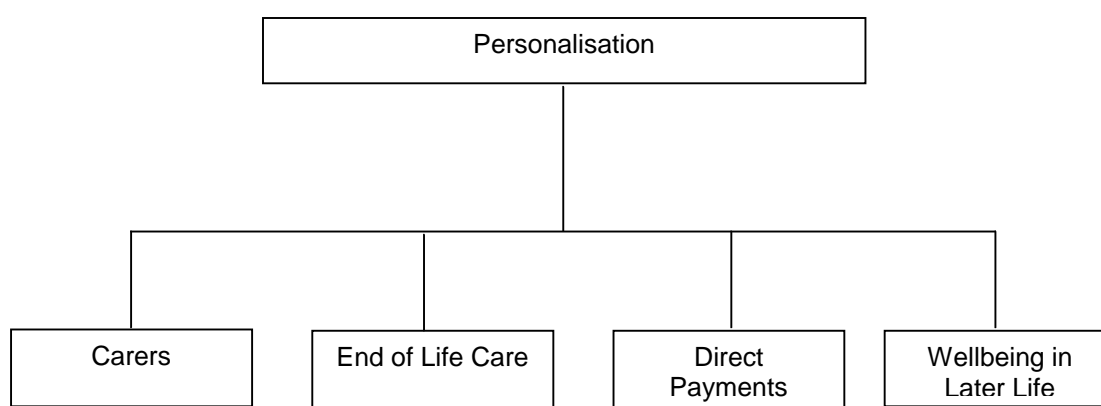 Personalisation
Carers
End of Life Care
Direct
Payments
Wellbeing in
Later Life